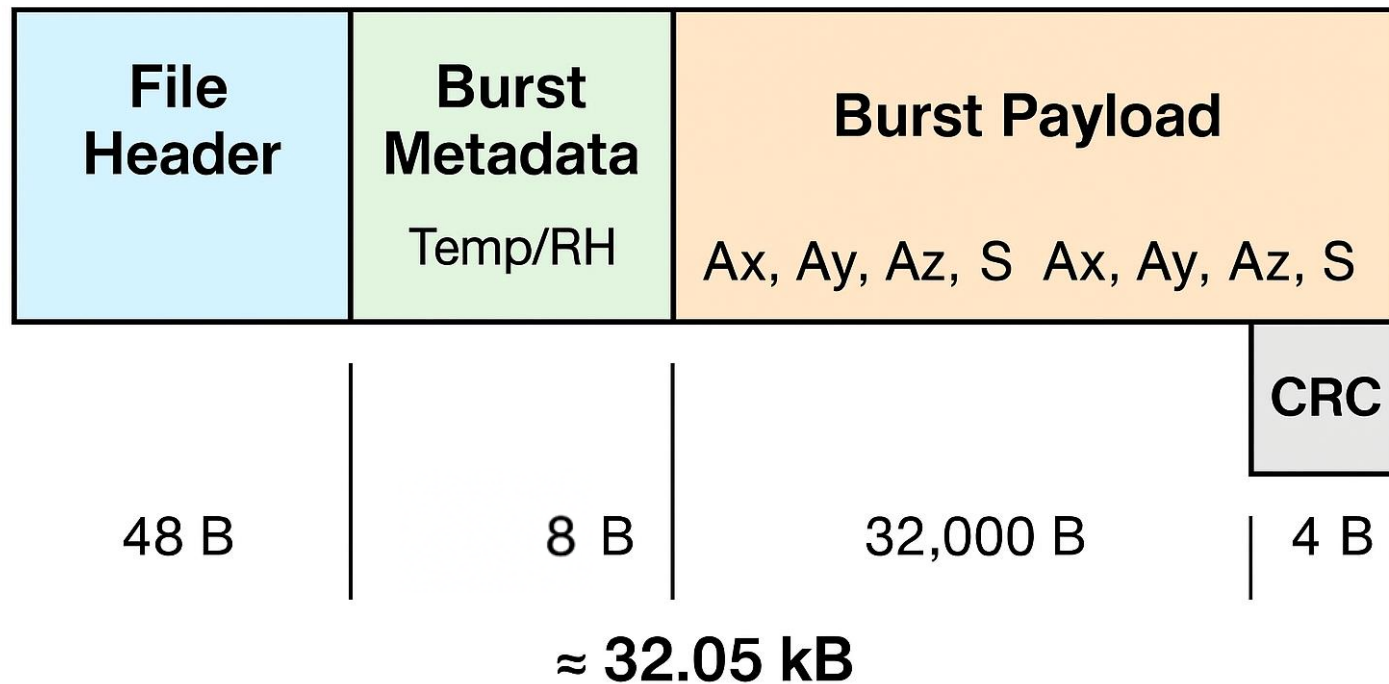 File
Header
Burst
Metadata
Temp/RH
Burst Payload
Ax, Ay, Az, S Ax, Ay, Az, S
CRC
48 B
8 B
32,000 B
4 B
≈ 32.05 kB